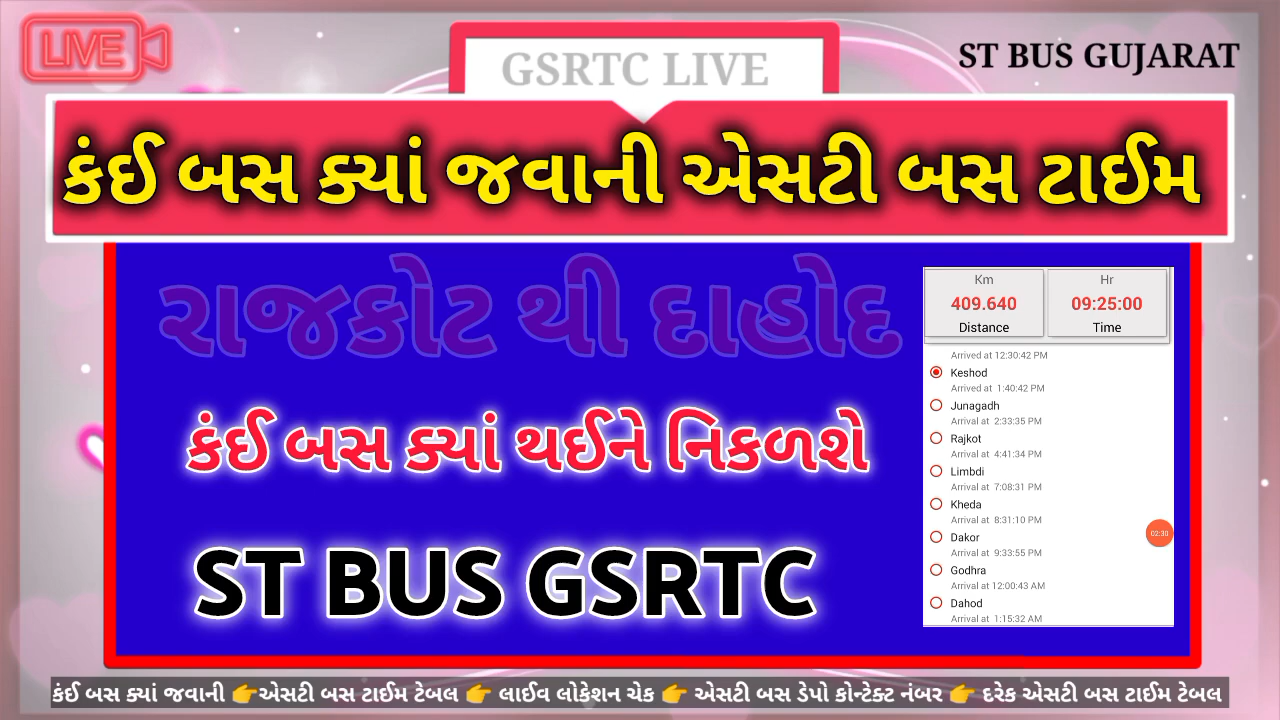 LIVE
GSRTC LIVE
ST BUS GUJARAT
કંઈ બસ ક્યાં જવાની એસટી બસ ટાઈમ
રાજકોટ થી દાહોદ
કંઈ બસ ક્યાં થઈને નિકળશે
ST BUS GSRTC
Km
409.640
Distance
Hr
09:25:00
Time
Arrived at 12:30:42 PM
Keshod
Arrived at 1:40:42 PM
Junagadh
Arrival at 2:33:35 PM
Rajkot
Arrival at 4:41:34 PM
Limbdi
Arrival at 7:08:31 PM
Kheda
Arrival at 8:31:10 PM
Dakor
Arrival at 9:33:55 PM
Godhra
Arrival at 12:00:43 AM
Dahod
Arrival at 1:15:32 AM
02:30
કંઈ બસ ક્યાં જવાની 👉એસટી બસ ટાઈમ ટેબલ 👉 લાઈવ લોકેશન ચેક 👉 એસટી બસ ડેપો કોન્ટેક્ટ નંબર 👉 દરેક એસટી બસ ટાઈમ ટેબલ